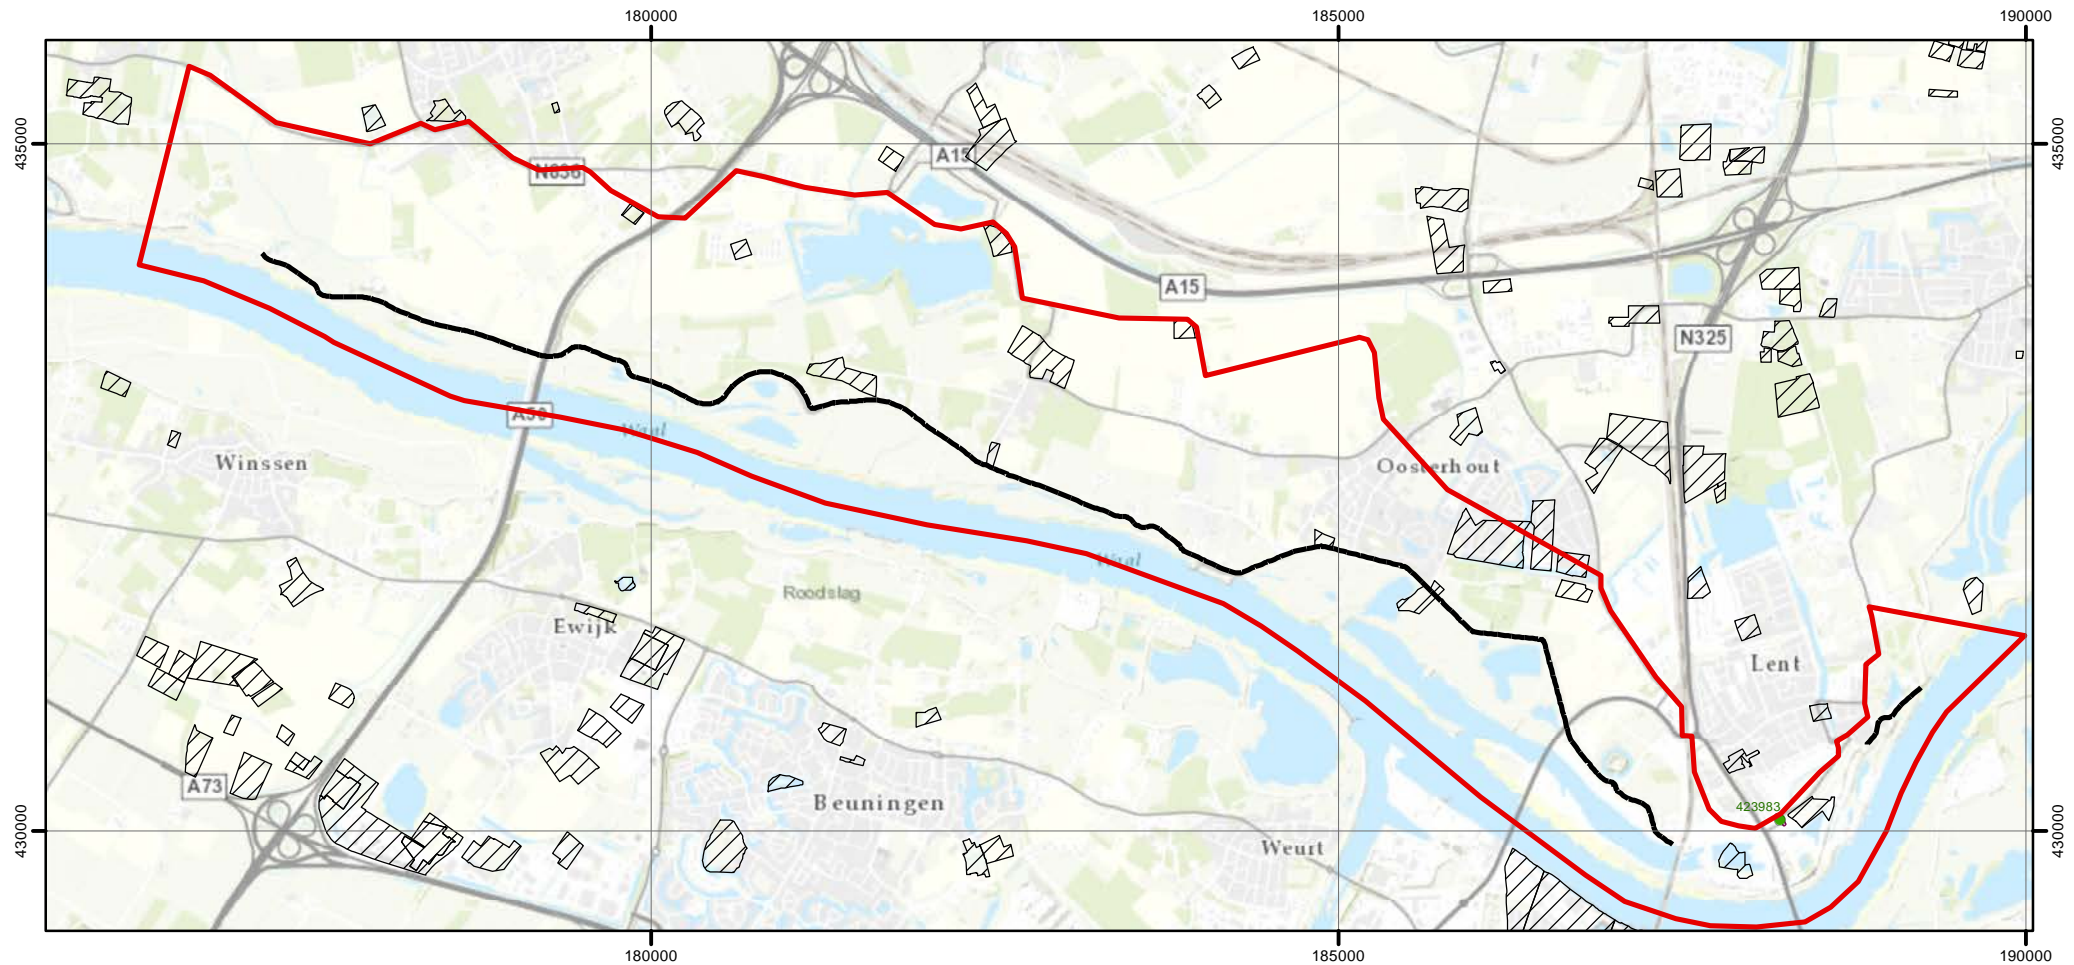 180000
185000
190000
435000
435000
A15
N836
A15
N325
A50
Waal
Winssen
Oosterhout
Waal
Roodslag
Ewijk
Lent
A73
Beuningen
423983
430000
430000
Weurt
180000
185000
190000